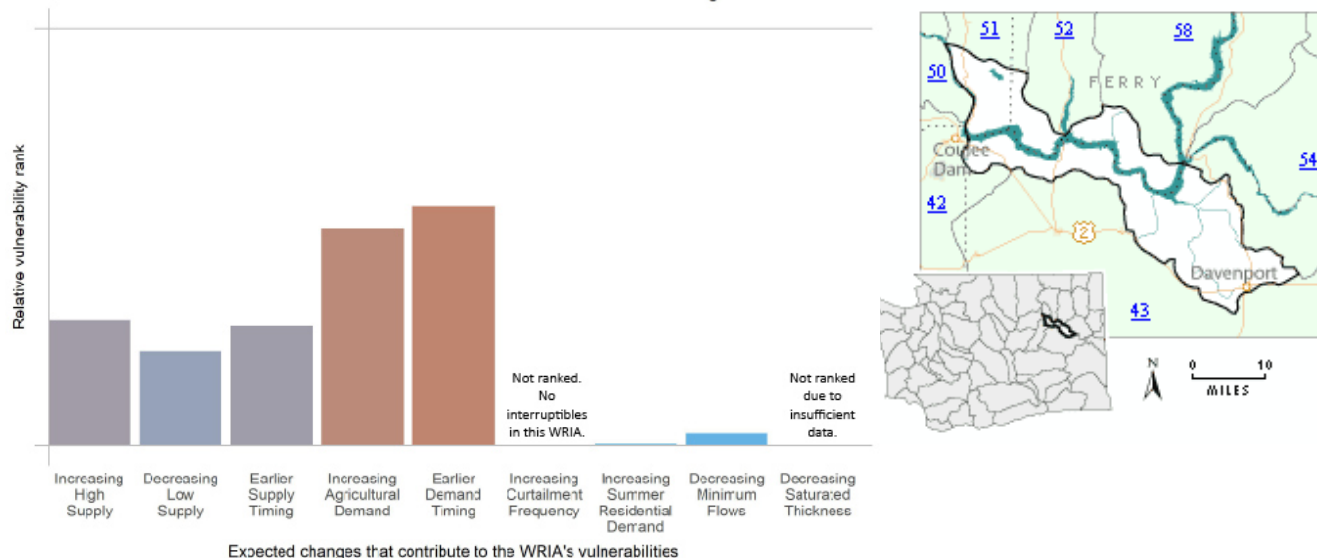 Relative vulnerability rank
Not ranked.
No
interruptibles
in this WRIA.
Not ranked
due to
insufficient
data.
Increasing
High
Supply
Decreasing
Low
Supply
Earlier
Supply
Timing
Increasing
Agricultural
Demand
Earlier
Demand
Timing
Increasing
Curtailment
Frequency
Increasing
Summer
Residential
Demand
Decreasing
Minimum
Flows
Decreasing
Saturated
Thickness
Expected changes that contribute to the WRIA's vulnerabilities
51
52
58
50
FERRY
Coulee
Dam
54
42
2
Davenport
43
N
0 10
MILES